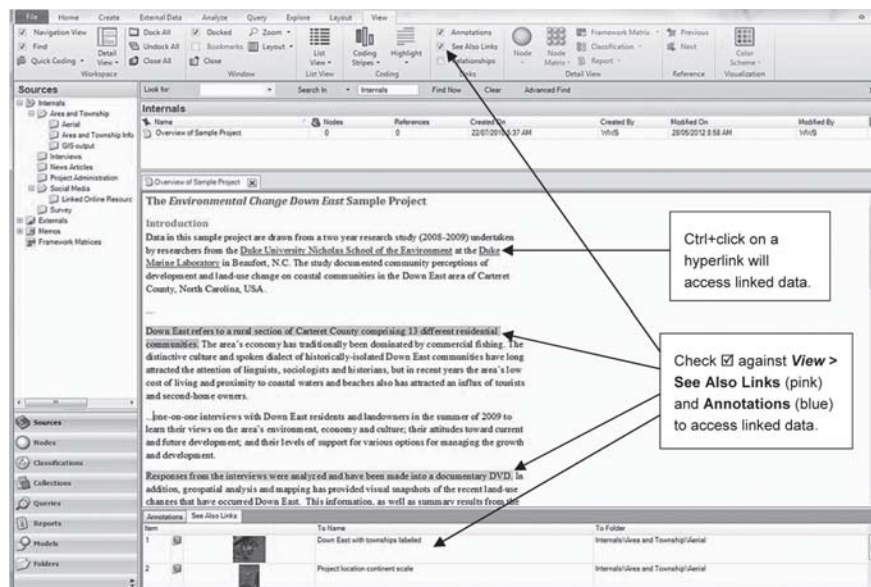 File Home Create External Data Analyze Query Explore Layout View
Navigation View
Find
Quick Coding
Workspace
Detail View
Dock All
Undock All
Close All
Docked
Bookmarks
Close
Zoom
Layout
Window
List View
List View
Coding Stripes
Highlight
Coding
Annotations
See Also Links
Relationships
Links
Node
Node Matrix
Framework Matrix
Classification
Report
Detail View
Previous
Next
Reference
Color Scheme
Visualization
Sources
Internals
Area and Township
Aerial
Area and Township Info
GIS output
Interviews
News Articles
Project Administration
Social Media
Linked Online Resourc
Survey
Externals
Memos
Framework Matrices
Sources
Nodes
Classifications
Collections
Queries
Reports
Models
Folders
Look for: Search In Internals Find Now Clear Advanced Find
Internals
Name Nodes References Created On Created By Modified On Modified By
Overview of Sample Project 0 0 WWS 28/05/2012 8:58 AM WWS
Overview of Sample Project
The Environmental Change Down East Sample Project
Introduction
Data in this sample project are drawn from a two year research study (2008-2009) undertaken
by researchers from the Duke University Nicholas School of the Environment at the Duke
Marine Laboratory in Beaufort, N.C. The study documented community perceptions of
development and land-use change on coastal communities in the Down East area of Carteret
County, North Carolina, USA.
...
Down East refers to a rural section of Carteret County comprising 13 different residential
communities. The area's economy has traditionally been dominated by commercial fishing. The
distinctive culture and spoken dialect of historically-isolated Down East communities have long
attracted the attention of linguists, sociologists and historians, but in recent years the area's low
cost of living and proximity to coastal waters and beaches also has attracted an influx of tourists
and second-home owners.
...one-on-one interviews with Down East residents and landowners in the summer of 2009 to
learn their views on the area's environment, economy and culture; their attitudes toward current
and future development; and their levels of support for various options for managing the growth
and development.
Responses from the interviews were analyzed and have been made into a documentary DVD. In
addition, geospatial analysis and mapping has provided visual snapshots of the recent land-use
changes that have occurred Down East. This information, as well as summary results from the
Annotations See Also Links
Item To Name To Folder
1 Down East with townships labeled Internals\\Area and Township\\Aerial
2 Project location continent scale Internals\\Area and Township\\Aerial
Ctrl+click on a
hyperlink will
access linked data.
Check ☑ against View >
See Also Links (pink)
and Annotations (blue)
to access linked data.